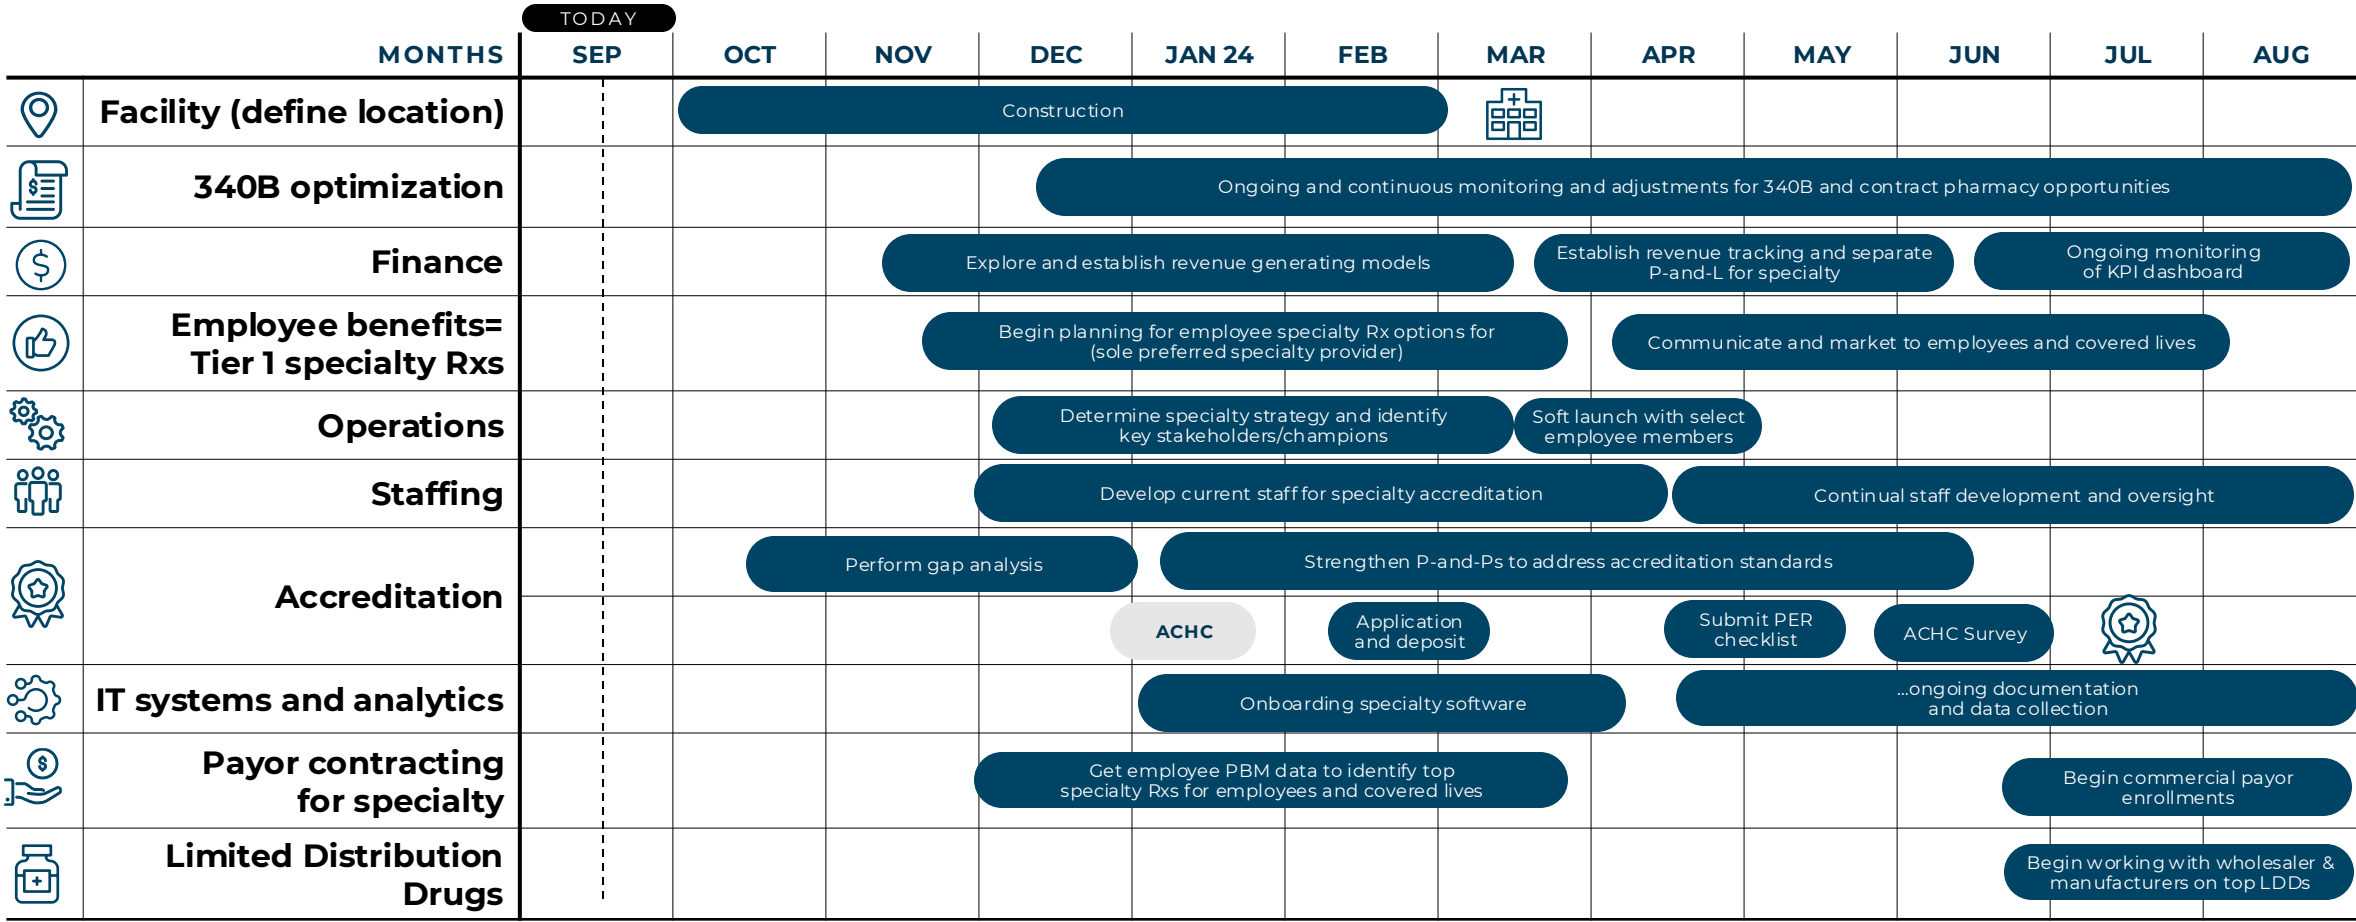 TODAY
MONTHS SEP OCT NOV DEC JAN 24 FEB MAR APR MAY JUN JUL AUG
Facility (define location)
Construction
340B optimization
Ongoing and continuous monitoring and adjustments for 340B and contract pharmacy opportunities
Finance
Explore and establish revenue generating models
Establish revenue tracking and separate
P-and-L for specialty
Ongoing monitoring
of KPI dashboard
Employee benefits=
Tier 1 specialty Rxs
Begin planning for employee specialty Rx options for
(sole preferred specialty provider)
Communicate and market to employees and covered lives
Operations
Determine specialty strategy and identify
key stakeholders/champions
Soft launch with select
employee members
Staffing
Develop current staff for specialty accreditation
Continual staff development and oversight
Accreditation
Perform gap analysis
Strengthen P-and-Ps to address accreditation standards
ACHC
Application
and deposit
Submit PER
checklist
ACHC Survey
IT systems and analytics
Onboarding specialty software
...ongoing documentation
and data collection
Payor contracting
for specialty
Get employee PBM data to identify top
specialty Rxs for employees and covered lives
Begin commercial payor
enrollments
Limited Distribution
Drugs
Begin working with wholesaler &
manufacturers on top LDDs